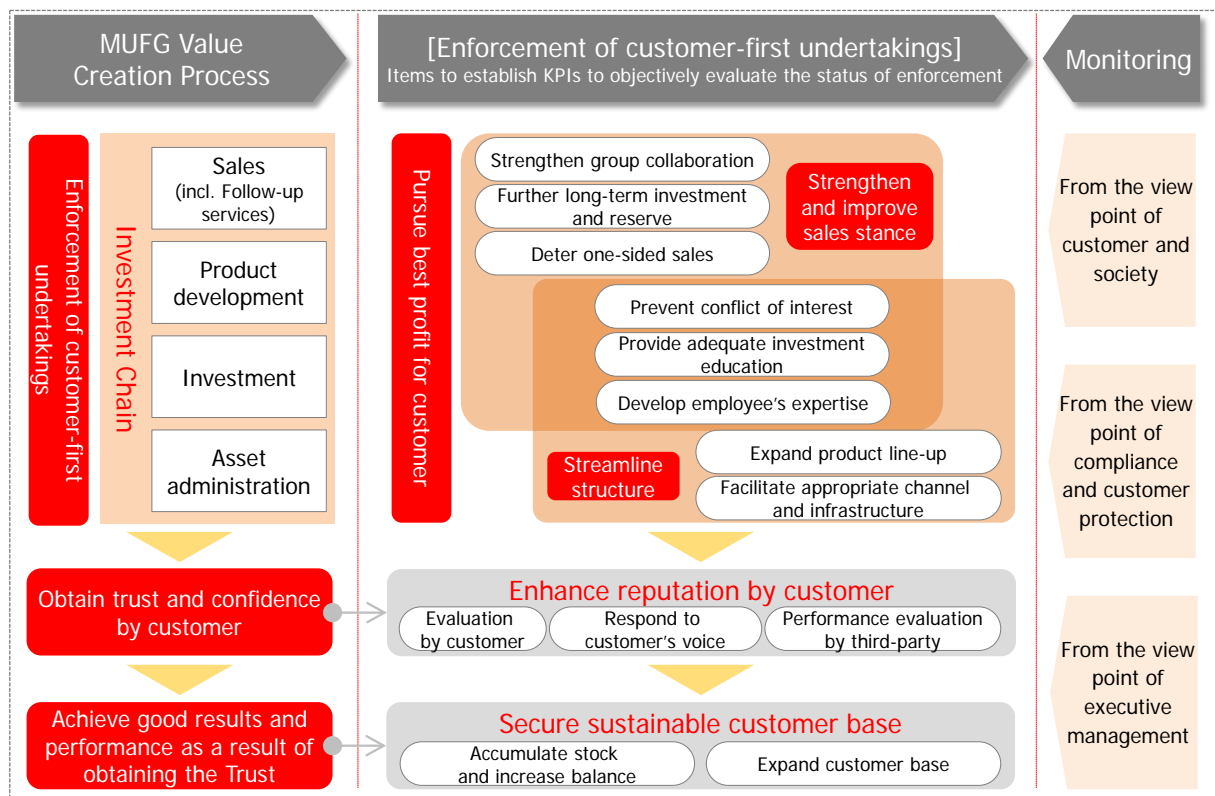 MUFG Value
Creation Process
[Enforcement of customer-first undertakings]
Items to establish KPIs to objectively evaluate the status of enforcement
Monitoring
Enforcement of customer-first
undertakings
Investment Chain
Sales
(incl. Follow-up
services)
Product
development
Investment
Asset
administration
Pursue best profit for customer
Strengthen group collaboration
Further long-term investment
and reserve
Deter one-sided sales
Strengthen
and improve
sales stance
Prevent conflict of interest
Provide adequate investment
education
Develop employee's expertise
Streamline
structure
Expand product line-up
Facilitate appropriate channel
and infrastructure
From the view
point of
customer and
society
From the view
point of
compliance
and customer
protection
From the view
point of
executive
management
Obtain trust and confidence
by customer
Enhance reputation by customer
Evaluation
by customer
Respond to
customer's voice
Performance evaluation
by third-party
Achieve good results and
performance as a result of
obtaining the Trust
Secure sustainable customer base
Accumulate stock
and increase balance
Expand customer base